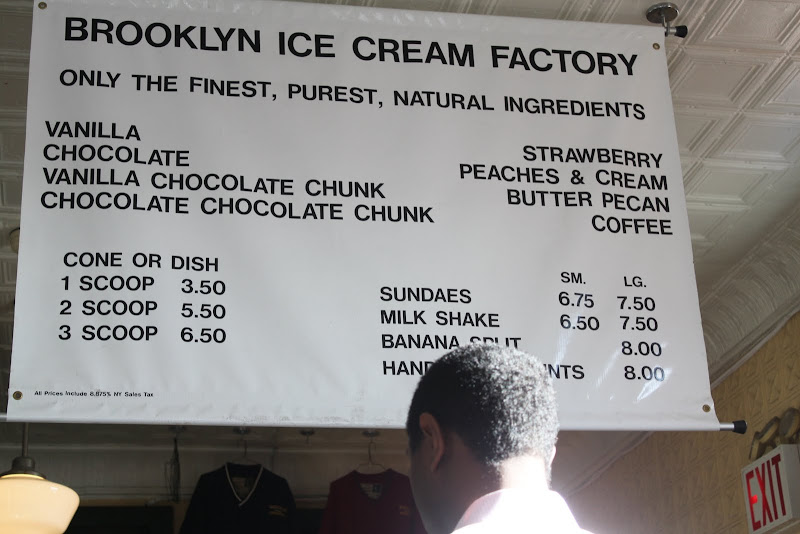 BROOKLYN ICE CREAM FACTORY
ONLY THE FINEST, PUREST, NATURAL INGREDIENTS
VANILLA
CHOCOLATE
VANILLA CHOCOLATE CHUNK
CHOCOLATE CHOCOLATE CHUNK
STRAWBERRY
PEACHES & CREAM
BUTTER PECAN
COFFEE
CONE OR DISH
1 SCOOP 3.50
2 SCOOP 5.50
3 SCOOP 6.50
SM. LG.
SUNDAES 6.75 7.50
MILK SHAKE 6.50 7.50
BANANA SPLIT 8.00
8.00
All Prices Include 8.875% NY Sales Tax
EXIT